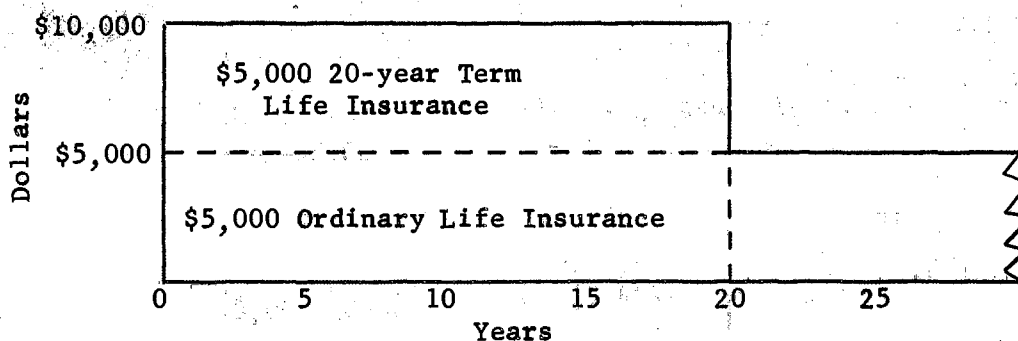 $10,000
$5,000 20-year Term
Life Insurance
Dollars
$5,000
$5,000 Ordinary Life Insurance
0 5 10 15 20 25
Years